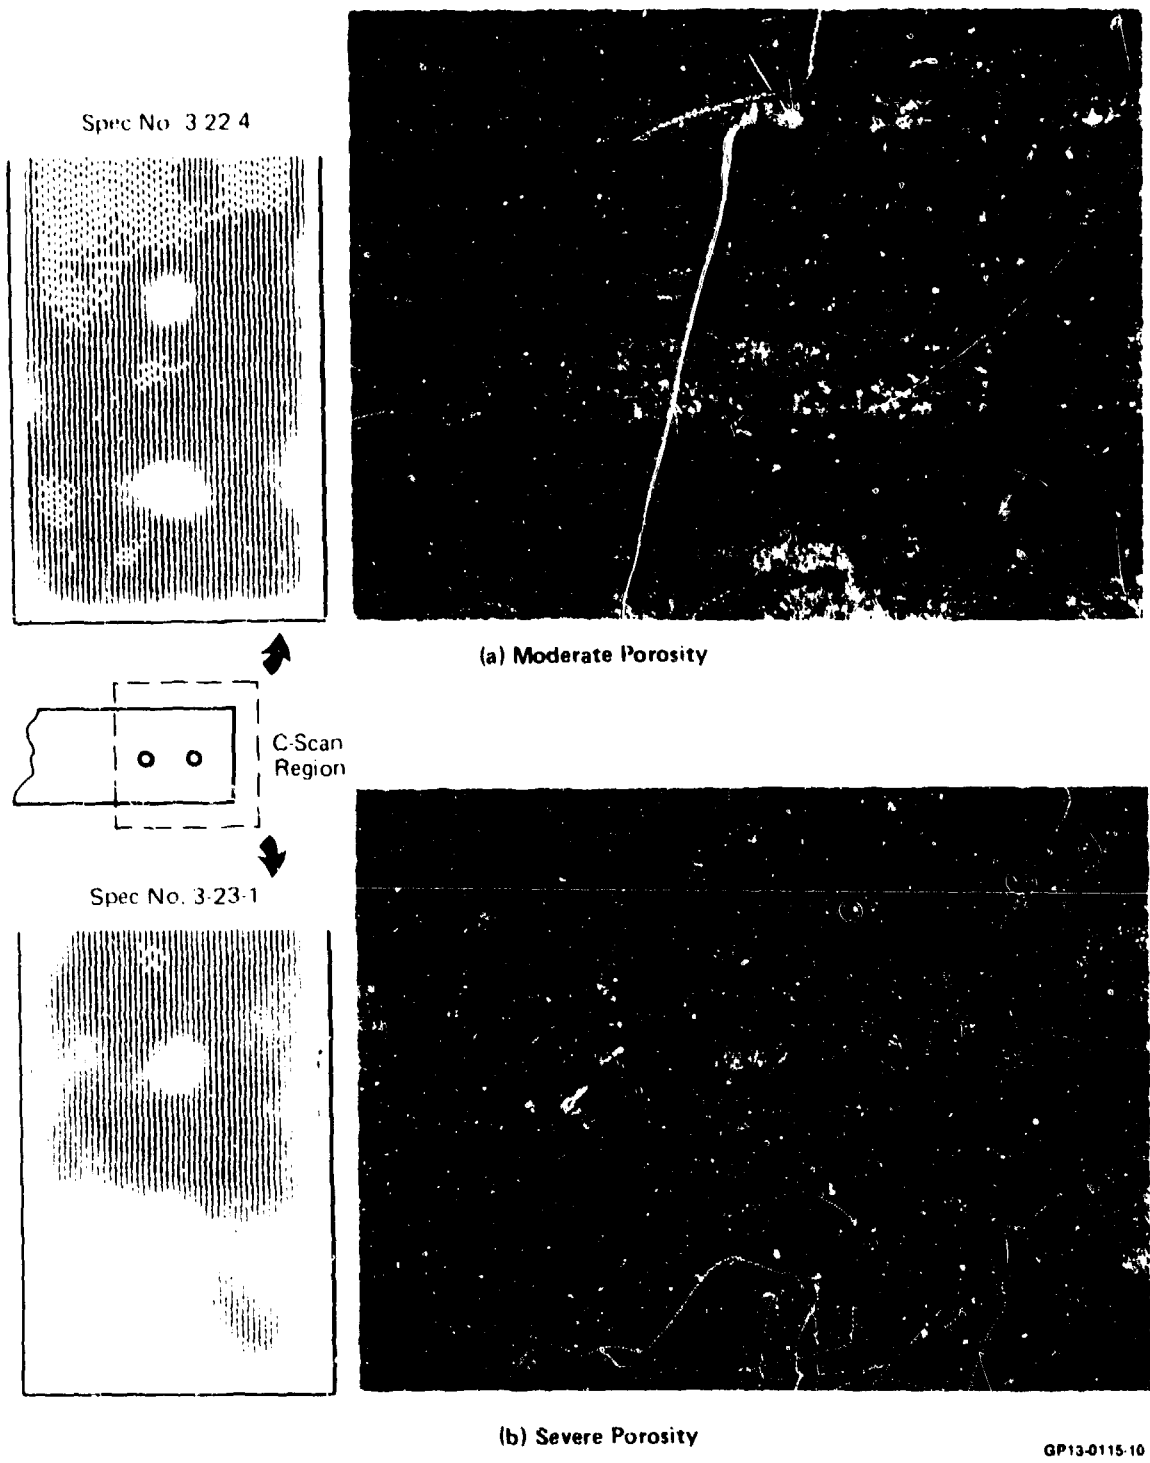 Spec No. 3-22-4
(a) Moderate Porosity
C-Scan
Region
Spec No. 3-23-1
(b) Severe Porosity
GP13-0115-10